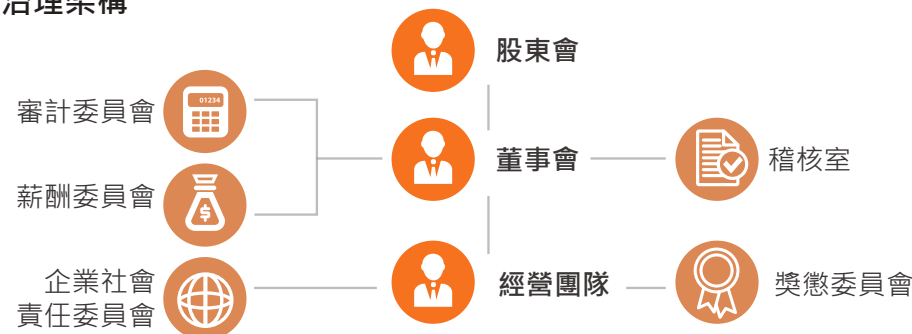 治理架構
股東會
審計委員會
01234
董事會
稽核室
薪酬委員會
$
企業社會
責任委員會
經營團隊
獎懲委員會